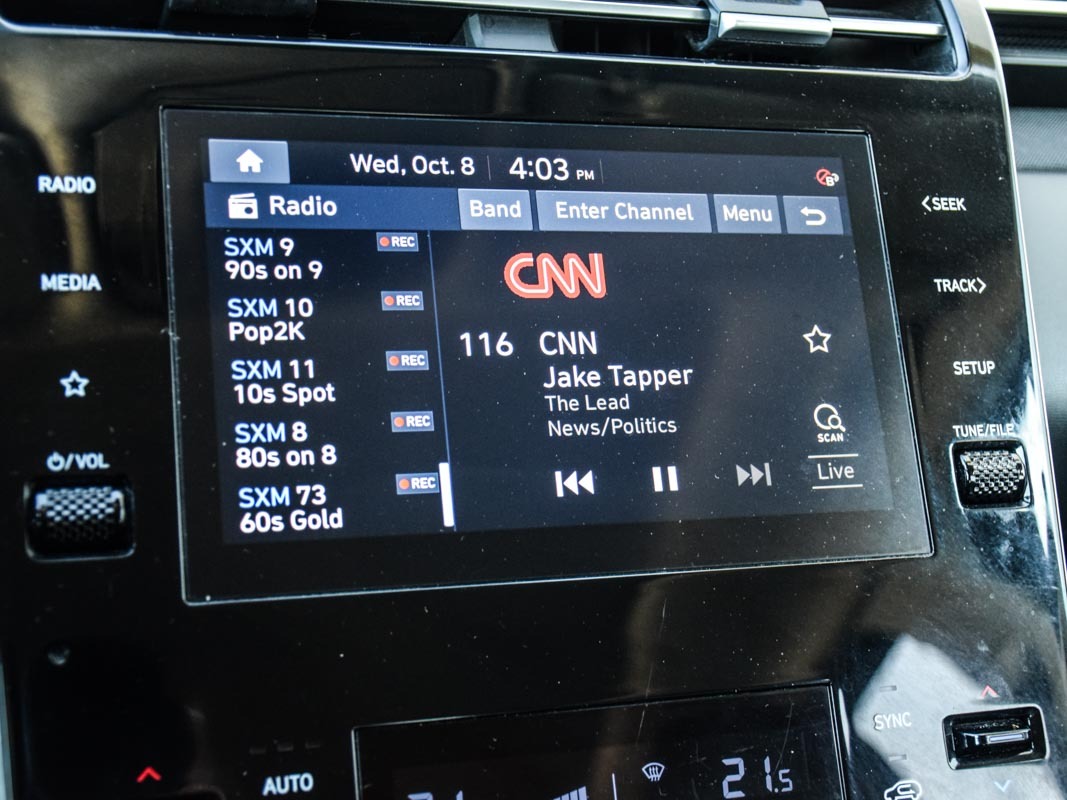 Wed, Oct. 8 4:03 PM
RADIO
Radio Band Enter Channel Menu
<SEEK
SXM 9 REC
90s on 9
CNN
MEDIA
TRACK>
SXM 10 REC
Pop2K
116 CNN
SXM 11 REC
10s Spot
Jake Tapper
The Lead
News/Politics
SETUP
SXM 8 REC
80s on 8
SCAN
TUNE/FILE
/VOL
Live
SXM 73 REC
60s Gold
SYNC
AUTO
21.5